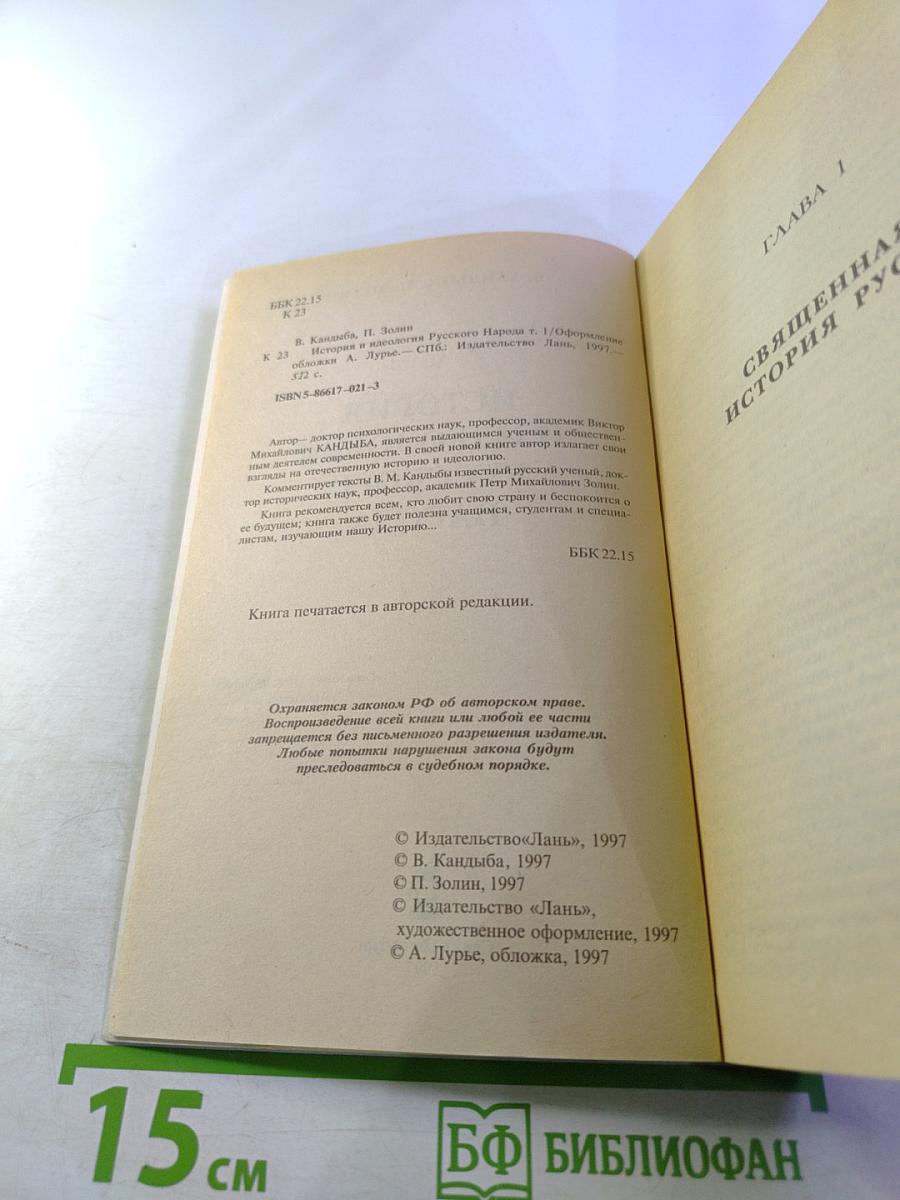 ББК 22.15
К 23
В. Кандыба, П. Золин
К 23 История и идеология Русского Народа т. 1/Оформление
обложки А. Лурье.— СПб.: Издательство Лань, 1997.—
512 с.
ISBN 5–86617–021–3
Автор— доктор психологических наук, профессор, академик Виктор
Михайлович КАНДЫБА, является выдающимся ученым и обществен-
ным деятелем современности. В своей новой книге автор излагает свои
взгляды на отечественную историю и идеологию.
Комментирует тексты В. М. Кандыбы известный русский ученый, док-
тор исторических наук, профессор, академик Петр Михайлович Золин.
Книга рекомендуется всем, кто любит свою страну и беспокоится о
ее будущем; книга также будет полезна учащимся, студентам и специа-
листам, изучающим нашу Историю...
ББК 22.15
Книга печатается в авторской редакции.
Охраняется законом РФ об авторском праве.
Воспроизведение всей книги или любой ее части
запрещается без письменного разрешения издателя.
Любые попытки нарушения закона будут
преследоваться в судебном порядке.
© Издательство«Лань», 1997
© В. Кандыба, 1997
© П. Золин, 1997
© Издательство «Лань»,
художественное оформление, 1997
© А. Лурье, обложка, 1997
ГЛАВА 1
СВЯЩЕННАЯ
ИСТОРИЯ РУС
15 см
БФ БИБЛИОФАН